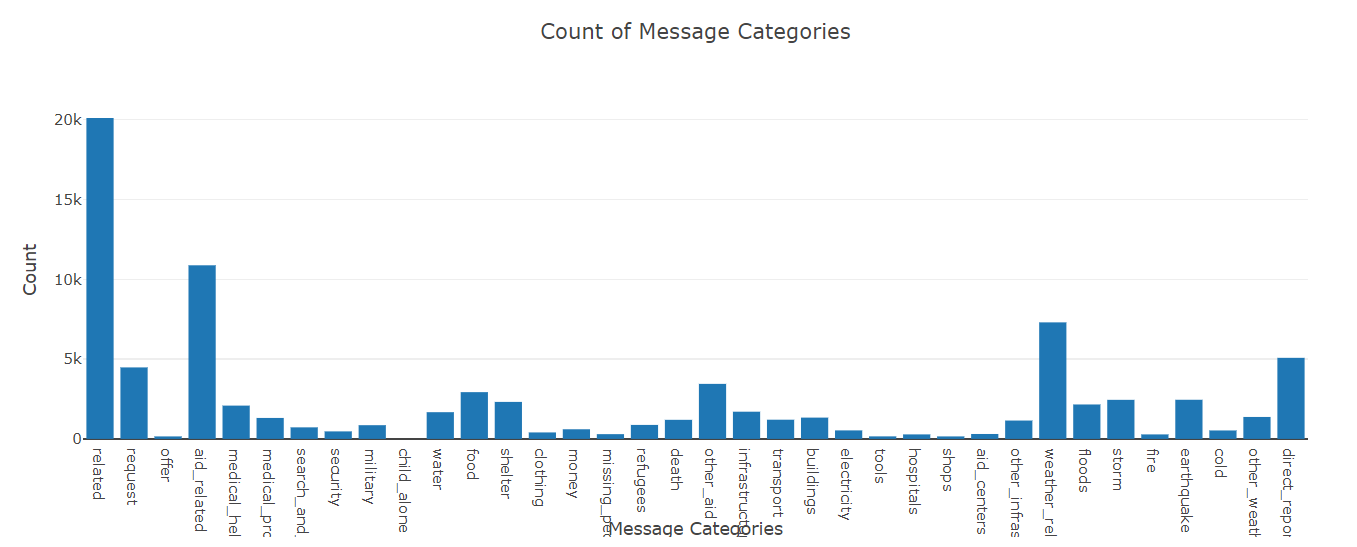 Count of Message Categories
20k
15k
10k
5k
0
Count
related
request
offer
aid_related
medical_hel
medical_pro
search_and_
security
military
child_alone
water
food
shelter
clothing
money
missing_peo
refugees
death
other_aid
infrastructu
transport
buildings
electricity
tools
hospitals
shops
aid_centers
other_infras
weather_rel
floods
storm
fire
earthquake
cold
other_weath
direct_repor
Message Categories